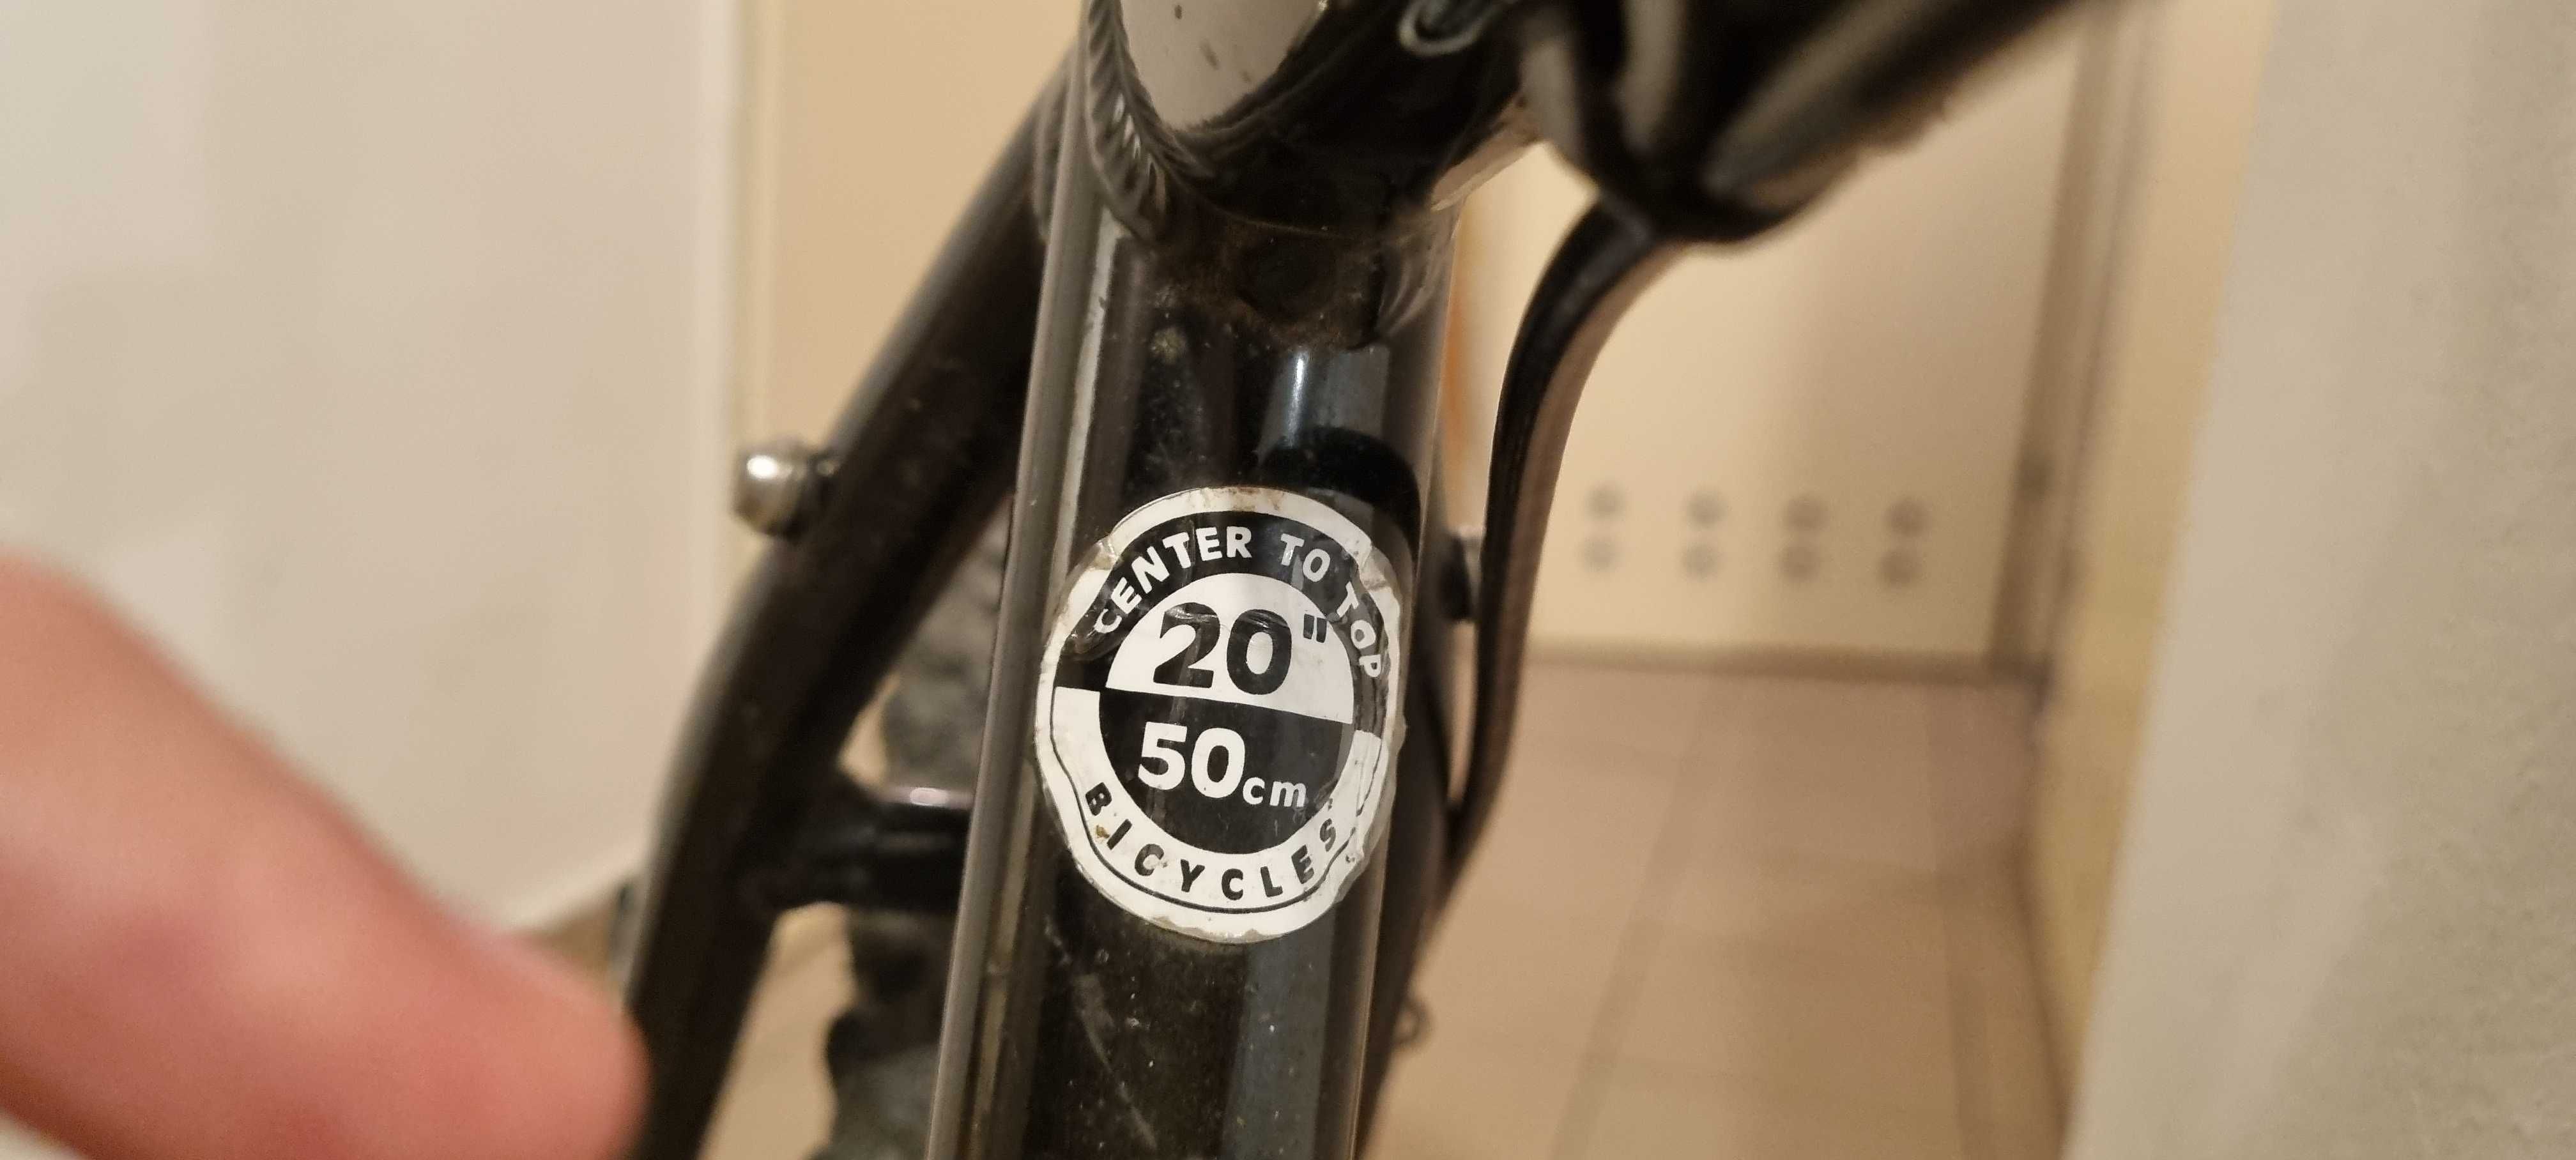 CENTER TO TOP
20"
50cm
BICYCLES